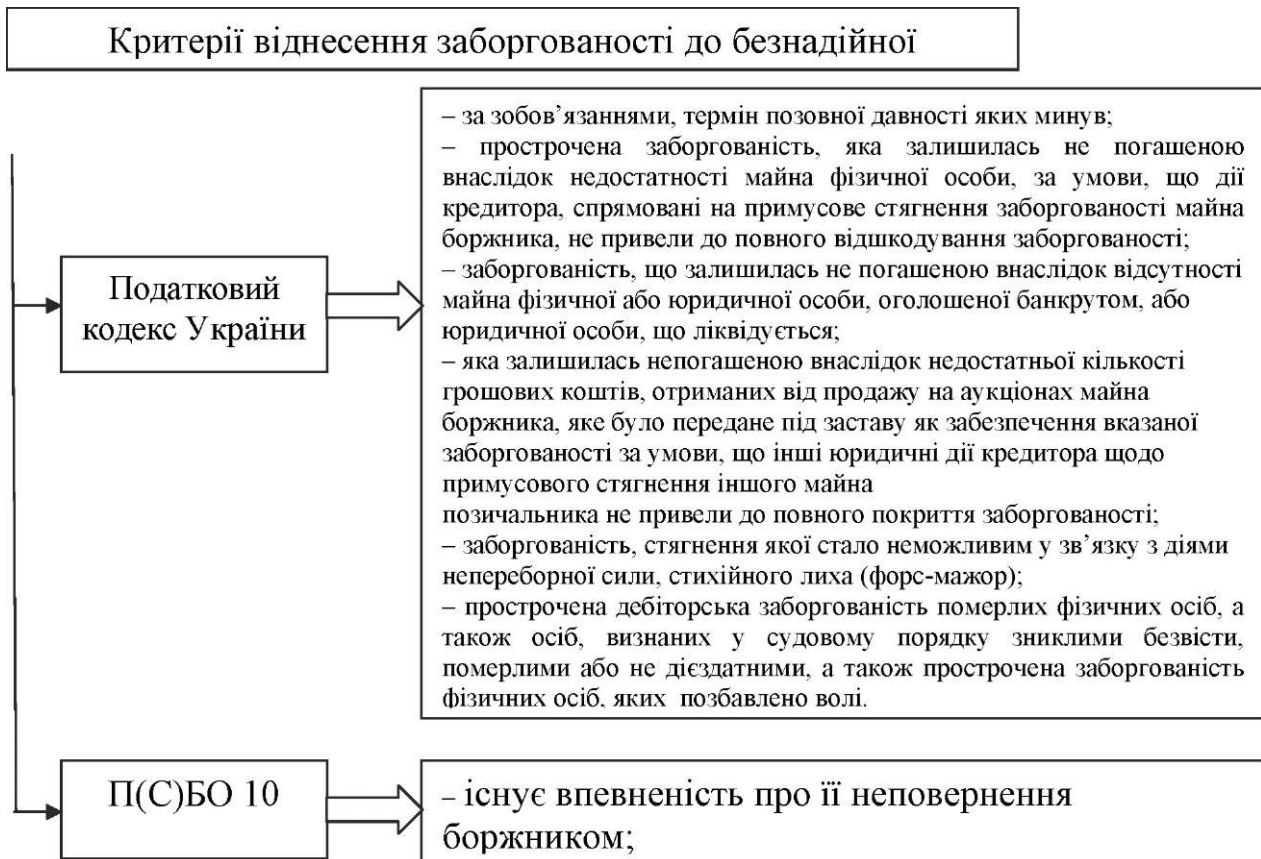 Критерії віднесення заборгованості до безнадійної
Податковий
кодекс України
– за зобов’язаннями, термін позовної давності яких минув;
– прострочена заборгованість, яка залишилась не погашеною
внаслідок недостатності майна фізичної особи, за умови, що дії
кредитора, спрямовані на примусове стягнення заборгованості майна
боржника, не привели до повного відшкодування заборгованості;
– заборгованість, що залишилась не погашеною внаслідок відсутності
майна фізичної або юридичної особи, оголошеної банкрутом, або
юридичної особи, що ліквідується;
– яка залишилась непогашеною внаслідок недостатньої кількості
грошових коштів, отриманих від продажу на аукціонах майна
боржника, яке було передане під заставу як забезпечення вказаної
заборгованості за умови, що інші юридичні дії кредитора щодо
примусового стягнення іншого майна
позичальника не привели до повного покриття заборгованості;
– заборгованість, стягнення якої стало неможливим у зв’язку з діями
непереборної сили, стихійного лиха (форс-мажор);
– прострочена дебіторська заборгованість померлих фізичних осіб, а
також осіб, визнаних у судовому порядку зниклими безвісти,
померлими або не дієздатними, а також прострочена заборгованість
фізичних осіб, яких позбавлено волі.
П(С)БО 10
– існує впевненість про її неповернення
боржником;